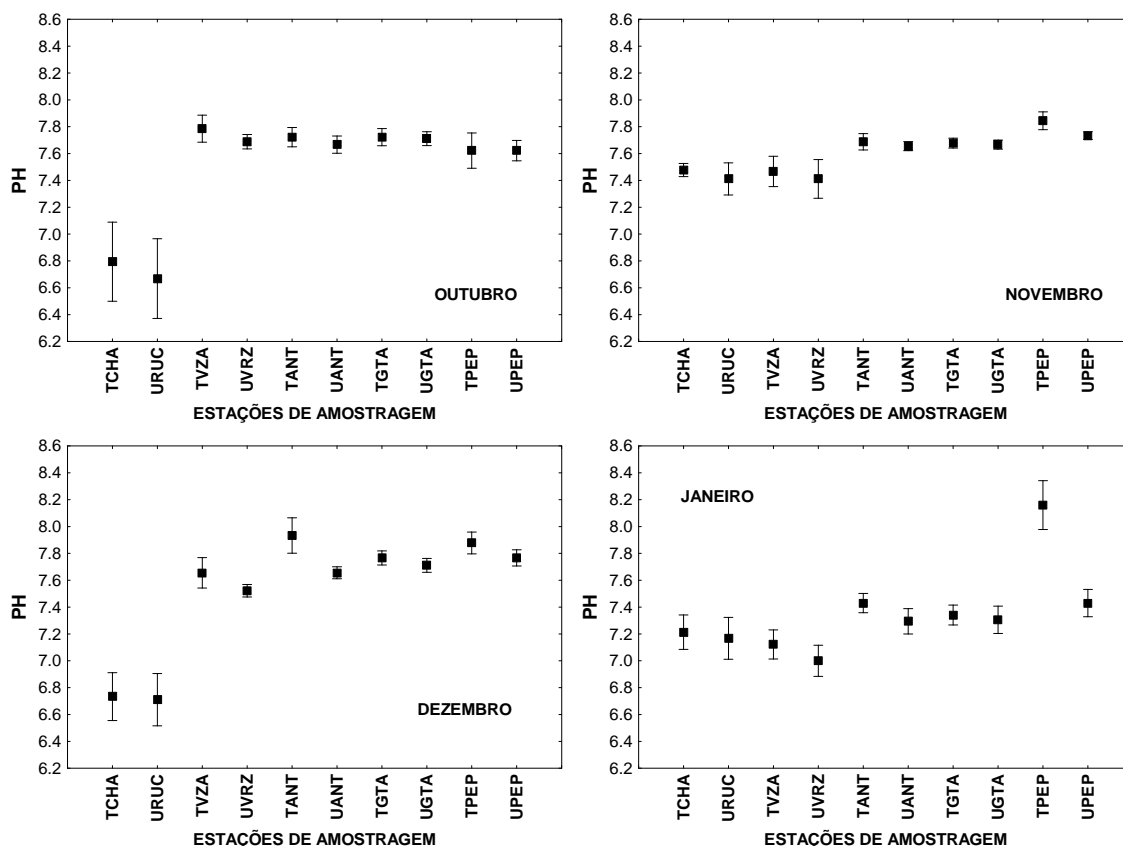 8.6
8.4
8.2
8.0
7.8
7.6
7.4
7.2
7.0
6.8
6.6
6.4
6.2
PH
OUTUBRO
TCHA
URUC
TVZA
UVRZ
TANT
UANT
TGTA
UGTA
TPEP
UPEP
ESTAÇÕES DE AMOSTRAGEM
8.6
8.4
8.2
8.0
7.8
7.6
7.4
7.2
7.0
6.8
6.6
6.4
6.2
PH
NOVEMBRO
TCHA
URUC
TVZA
UVRZ
TANT
UANT
TGTA
UGTA
TPEP
UPEP
ESTAÇÕES DE AMOSTRAGEM
8.6
8.4
8.2
8.0
7.8
7.6
7.4
7.2
7.0
6.8
6.6
6.4
6.2
PH
DEZEMBRO
TCHA
URUC
TVZA
UVRZ
TANT
UANT
TGTA
UGTA
TPEP
UPEP
ESTAÇÕES DE AMOSTRAGEM
8.6
8.4
8.2
8.0
7.8
7.6
7.4
7.2
7.0
6.8
6.6
6.4
6.2
PH
JANEIRO
TCHA
URUC
TVZA
UVRZ
TANT
UANT
TGTA
UGTA
TPEP
UPEP
ESTAÇÕES DE AMOSTRAGEM